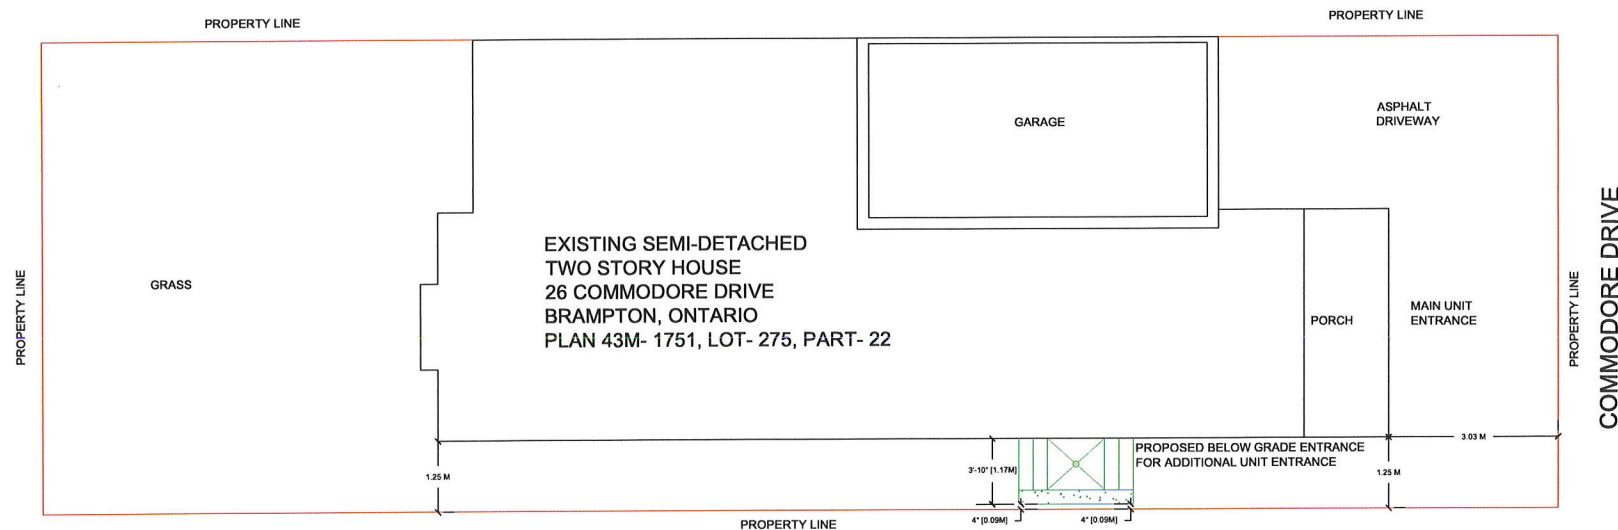 PROPERTY LINE
PROPERTY LINE
GARAGE
ASPHALT
DRIVEWAY
COMMODORE DRIVE
EXISTING SEMI-DETACHED
TWO STORY HOUSE
26 COMMODORE DRIVE
BRAMPTON, ONTARIO
PLAN 43M- 1751, LOT- 275, PART- 22
GRASS
PROPERTY LINE
PORCH
MAIN UNIT
ENTRANCE
PROPERTY LINE
3.03 M
PROPOSED BELOW GRADE ENTRANCE
FOR ADDITIONAL UNIT ENTRANCE
1.25 M
3'-10" [1.17M]
1.25 M
4" [0.09M]
4" [0.09M]
PROPERTY LINE